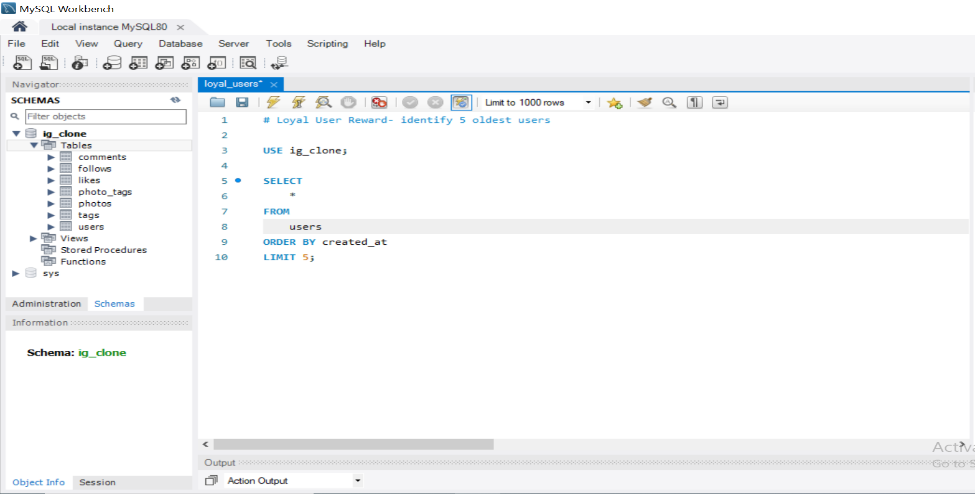 MySQL Workbench
Local instance MySQL80 ×
File Edit View Query Database Server Tools Scripting Help
Navigator
SCHEMAS
Filter objects
ig_clone
Tables
comments
follows
likes
photo_tags
photos
tags
users
Views
Stored Procedures
Functions
sys
Administration Schemas
Information
Schema: ig_clone
Object Info Session
loyal_users* ×
Limit to 1000 rows
1 # Loyal User Reward- identify 5 oldest users
2
3 USE ig_clone;
4
5 SELECT
6 *
7 FROM
8 users
9 ORDER BY created_at
10 LIMIT 5;
Output
Action Output
Go to S